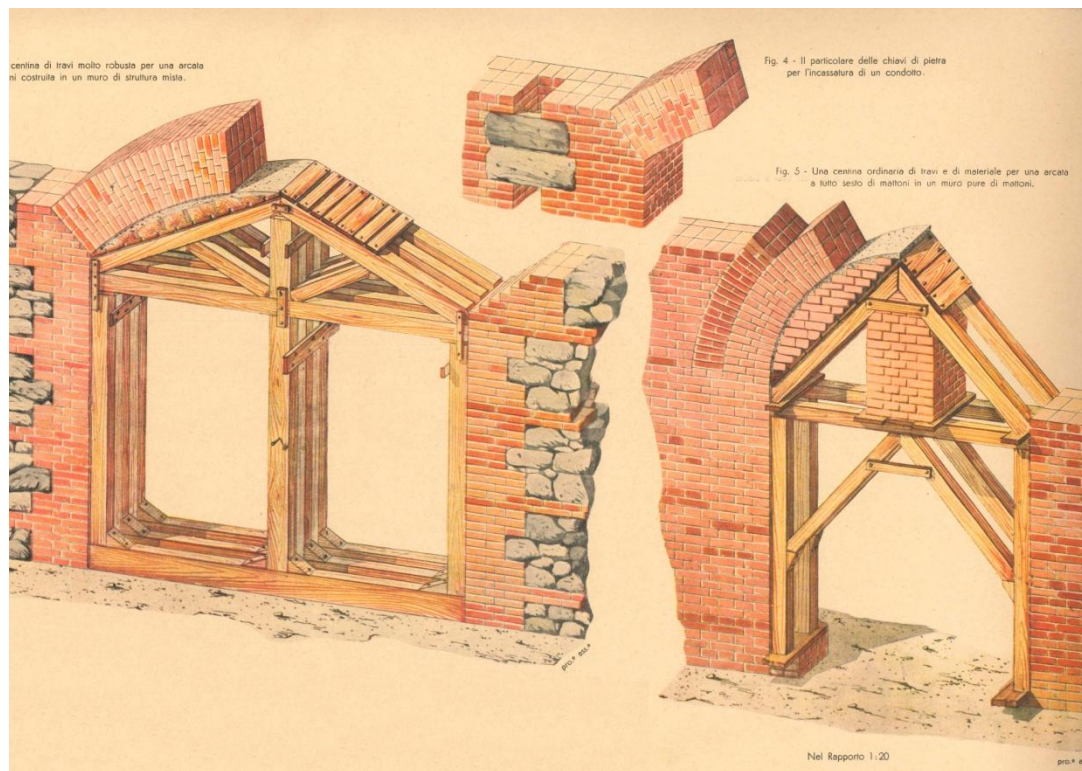 centina di travi molto robusta per una arcata
ni costruita in un muro di struttura mista.
Fig. 4 - Il particolare delle chiavi di pietra
per l'incassatura di un condotto.
Fig. 5 - Una centina ordinaria di travi e di materiale per una arcata
a tutto sesto di mattoni in un muro pure di mattoni.
Nel Rapporto 1:20